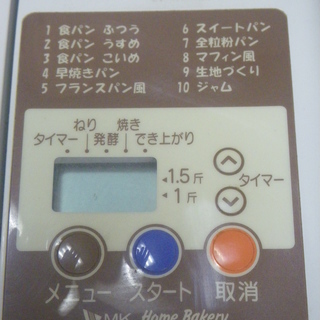 1 食パン ふつう
2 食パン うすめ
3 食パン こいめ
4 早焼きパン
5 フランスパン風
6 スイートパン
7 全粒粉パン
8 マフィン風
9 生地づくり
10 ジャム
ねり 焼き
タイマー 発酵 でき上がり
1.5斤
1斤
タイマー
メニュー スタート 取消
MK Home Bakery